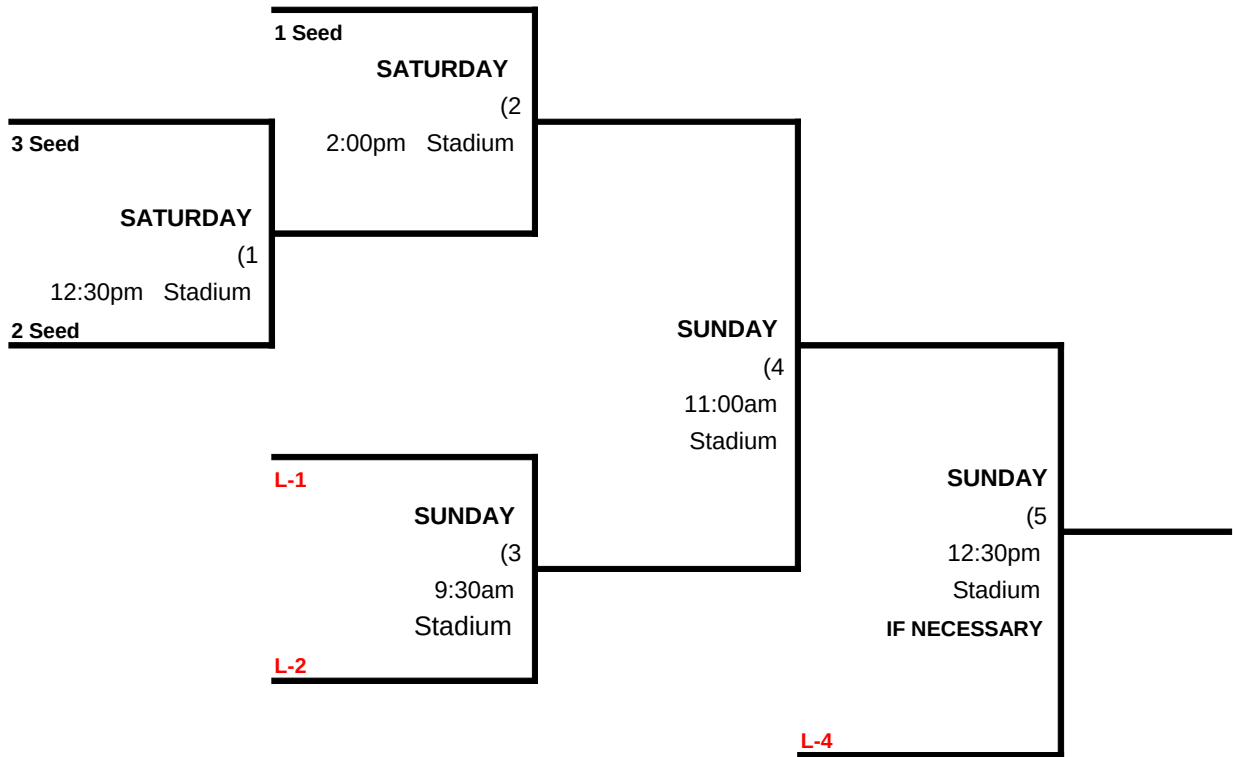 1 Seed
SATURDAY
(2
2:00pm Stadium
3 Seed
SATURDAY
(1
12:30pm Stadium
2 Seed
SUNDAY
(4
11:00am
Stadium
L-1
SUNDAY
(3
9:30am
Stadium
L-2
SUNDAY
(5
12:30pm
Stadium
IF NECESSARY
L-4